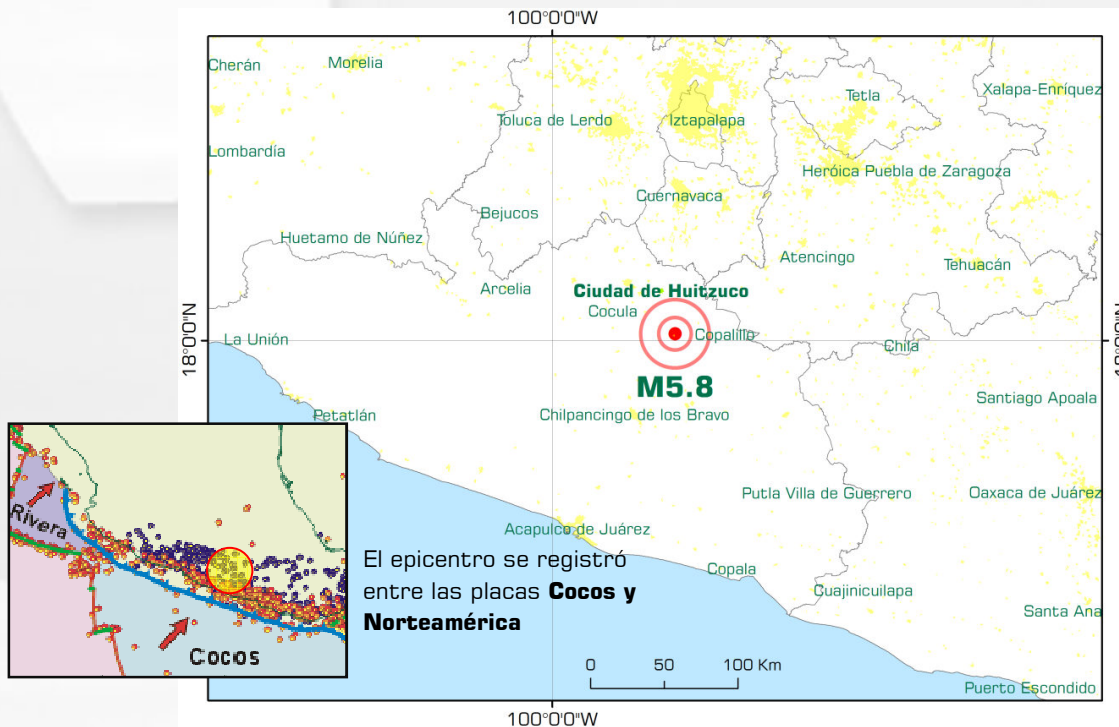 100°0'0"W
Cherán
Morelia
Tetla
Xalapa-Enríquez
Toluca de Lerdo
Iztapalapa
Lombardía
Heróica Puebla de Zaragoza
Cuernavaca
Bejucos
Huetamo de Núñez
Atencingo
Tehuacán
Arcelia
Ciudad de Huitzuco
Cocula
18°0'0"N
La Unión
Copalillo
Chila
18°0'0"N
M5.8
Santiago Apoala
Petatlán
Chilpancingo de los Bravo
Putla Villa de Guerrero
Oaxaca de Juárez
Rivera
Acapulco de Juárez
El epicentro se registró
entre las placas Cocos y
Norteamérica
Copala
Cuajinicuilapa
Santa Ana
Cocos
0 50 100 Km
Puerto Escondido
100°0'0"W